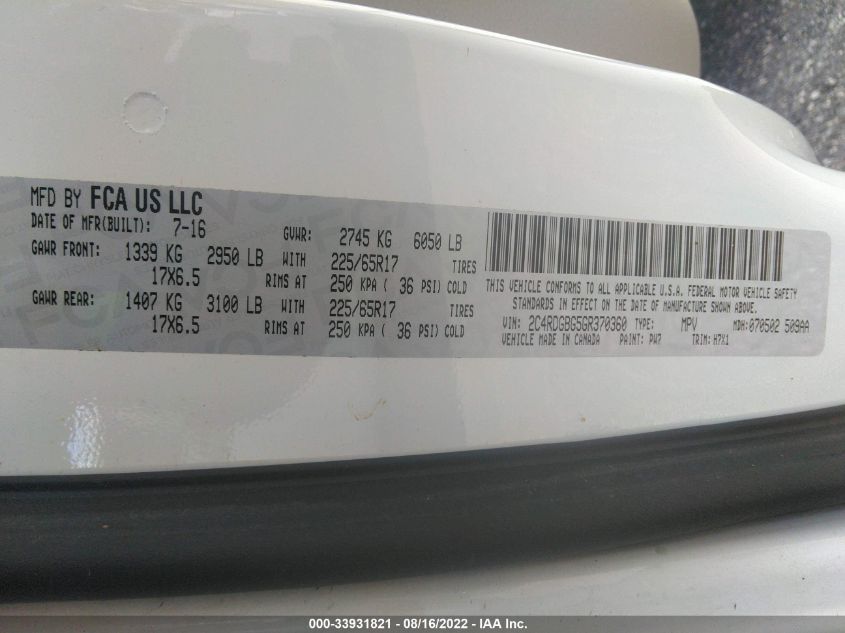 MFD BY FCA US LLC
DATE OF MFR(BUILT): 7-16 GVWR: 2745 KG 6050 LB
GAWR FRONT: 1339 KG 2950 LB WITH 225/65R17 TIRES
17X6.5 RIMS AT 250 KPA ( 36 PSI) COLD
GAWR REAR: 1407 KG 3100 LB WITH 225/65R17 TIRES
17X6.5 RIMS AT 250 KPA ( 36 PSI) COLD
THIS VEHICLE CONFORMS TO ALL APPLICABLE U.S.A. FEDERAL MOTOR VEHICLE SAFETY
STANDARDS IN EFFECT ON THE DATE OF MANUFACTURE SHOWN ABOVE.
VIN: 2C4RDGBG5GR370360 TYPE: MPV MDH: 070502 509AA
VEHICLE MADE IN CANADA PAINT: PW7 TRIM: H7X1
000-33931821 - 08/16/2022 - IAA Inc.